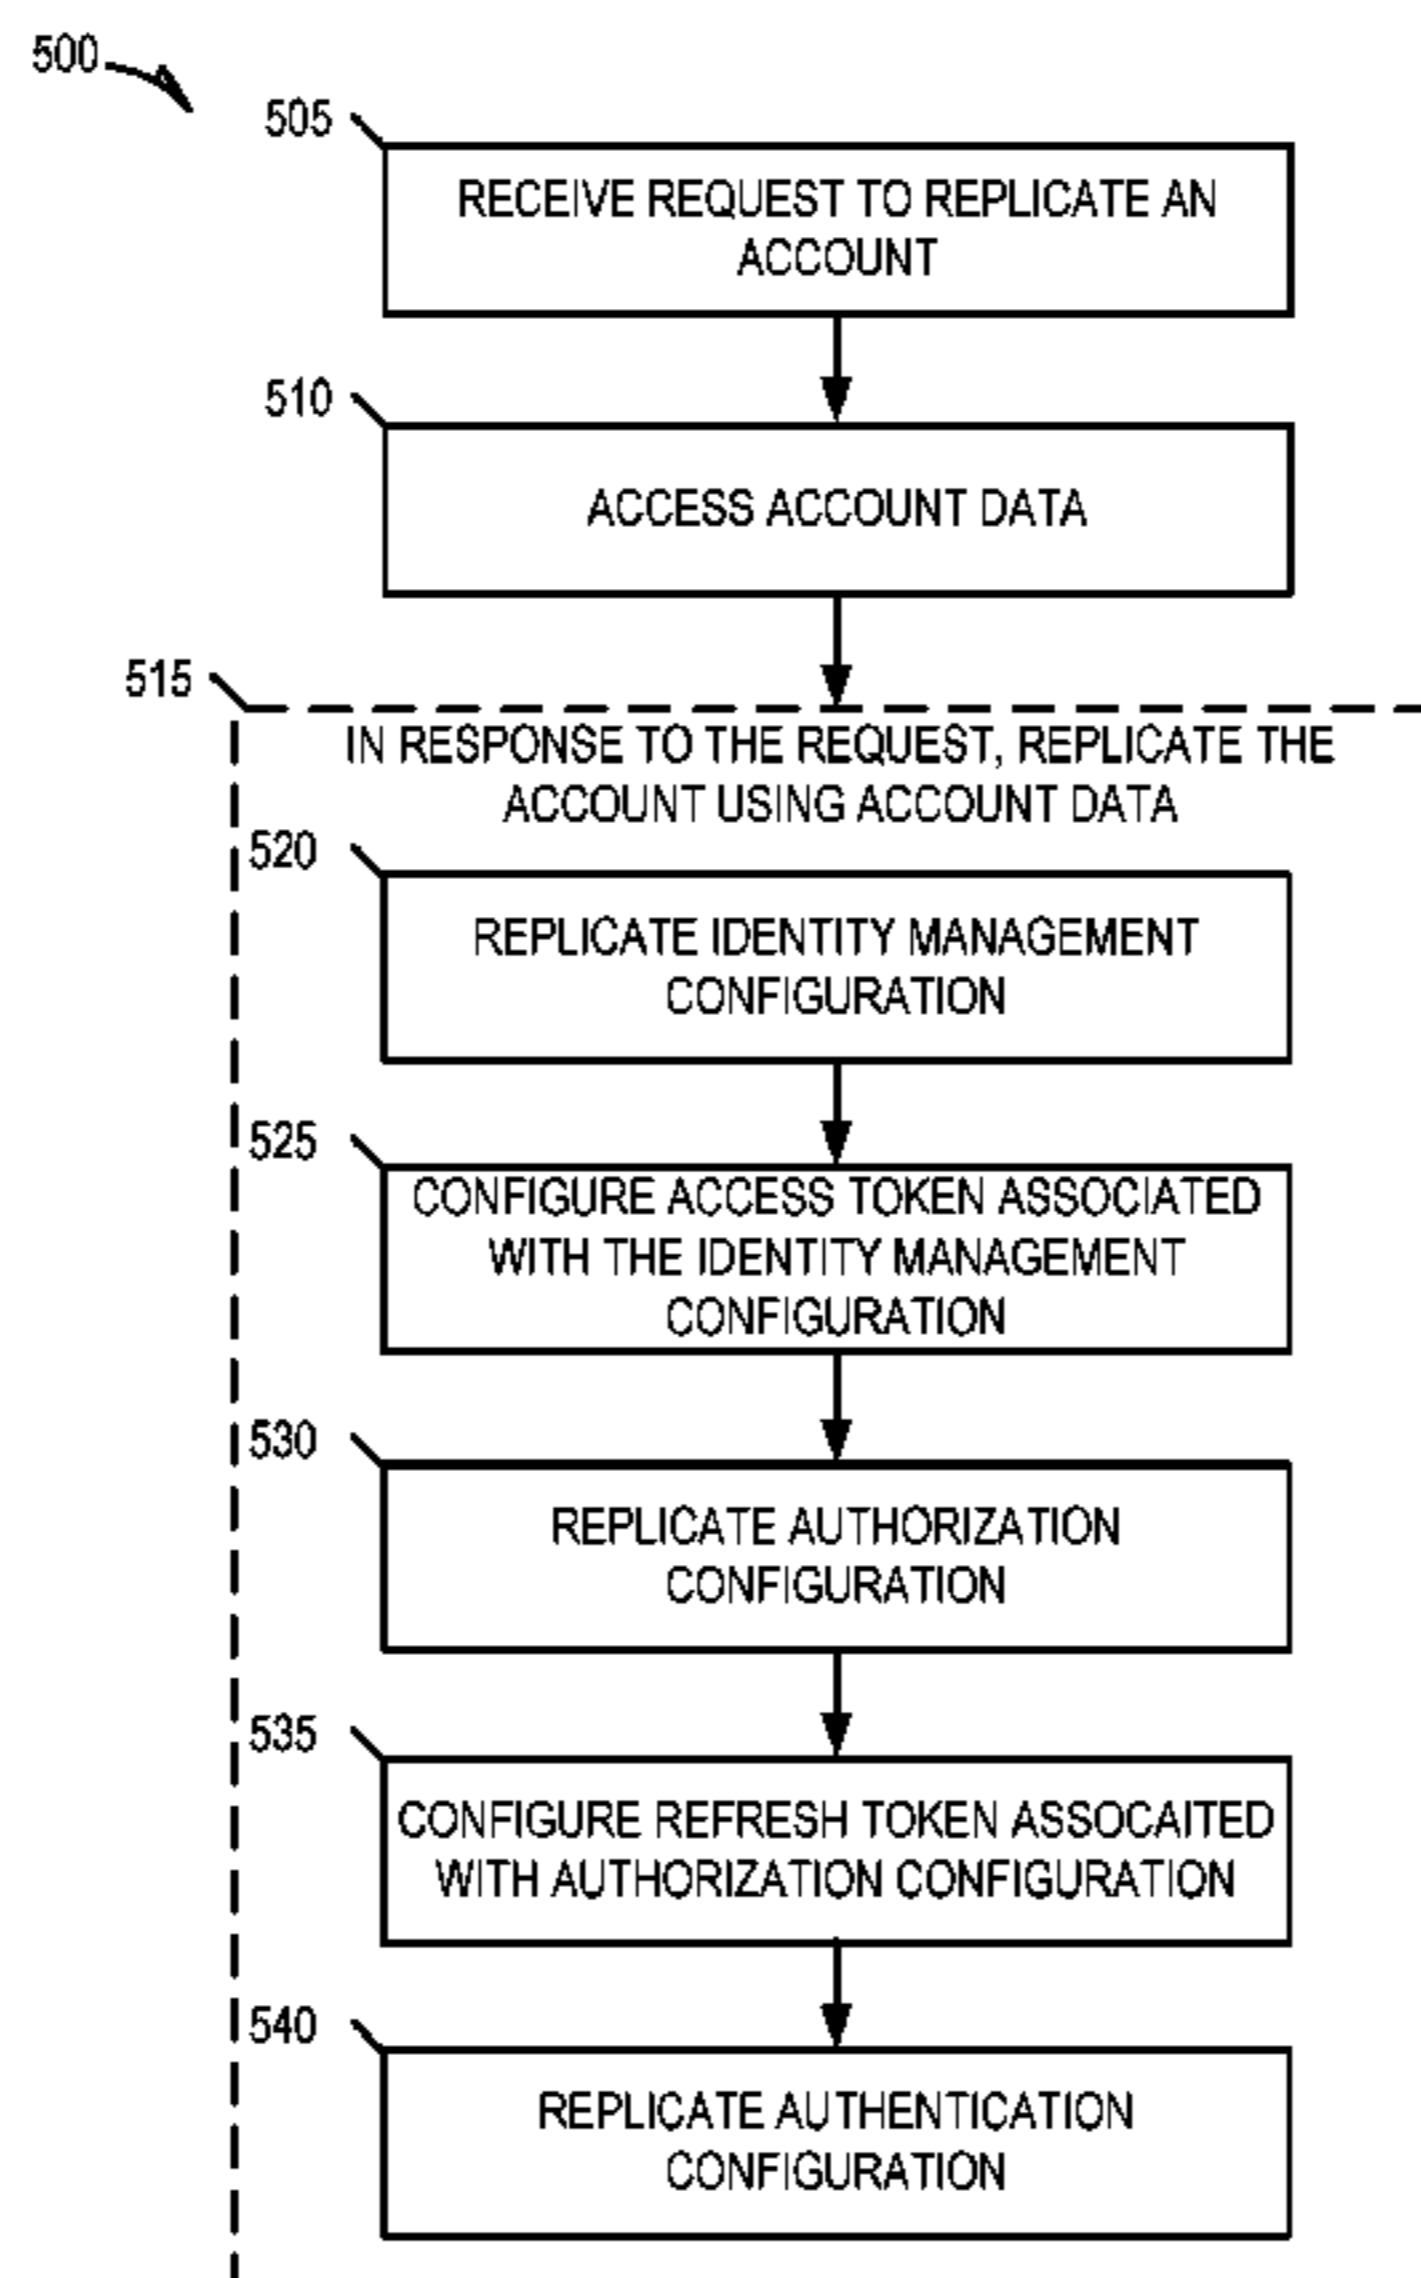 500
505
RECEIVE REQUEST TO REPLICATE AN
ACCOUNT
510
ACCESS ACCOUNT DATA
515
IN RESPONSE TO THE REQUEST, REPLICATE THE
ACCOUNT USING ACCOUNT DATA
520
REPLICATE IDENTITY MANAGEMENT
CONFIGURATION
525
CONFIGURE ACCESS TOKEN ASSOCIATED
WITH THE IDENTITY MANAGEMENT
CONFIGURATION
530
REPLICATE AUTHORIZATION
CONFIGURATION
535
CONFIGURE REFRESH TOKEN ASSOCAITED
WITH AUTHORIZATION CONFIGURATION
540
REPLICATE AUTHENTICATION
CONFIGURATION